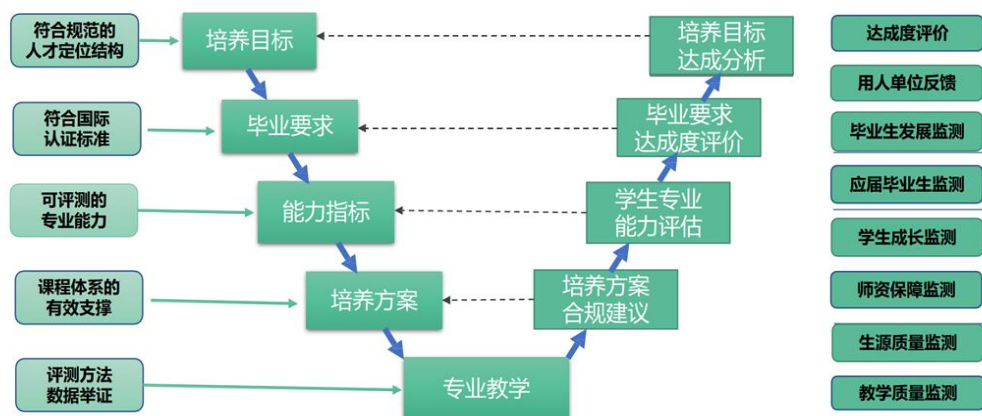 符合规范的
人才定位结构
培养目标
培养目标
达成分析
达成度评价
用人单位反馈
符合国际
认证标准
毕业要求
毕业要求
达成度评价
毕业生发展监测
应届毕业生监测
可评测的
专业能力
能力指标
学生专业
能力评估
学生成长监测
课程体系的
有效支撑
培养方案
培养方案
合规建议
师资保障监测
生源质量监测
评测方法
数据举证
专业教学
教学质量监测